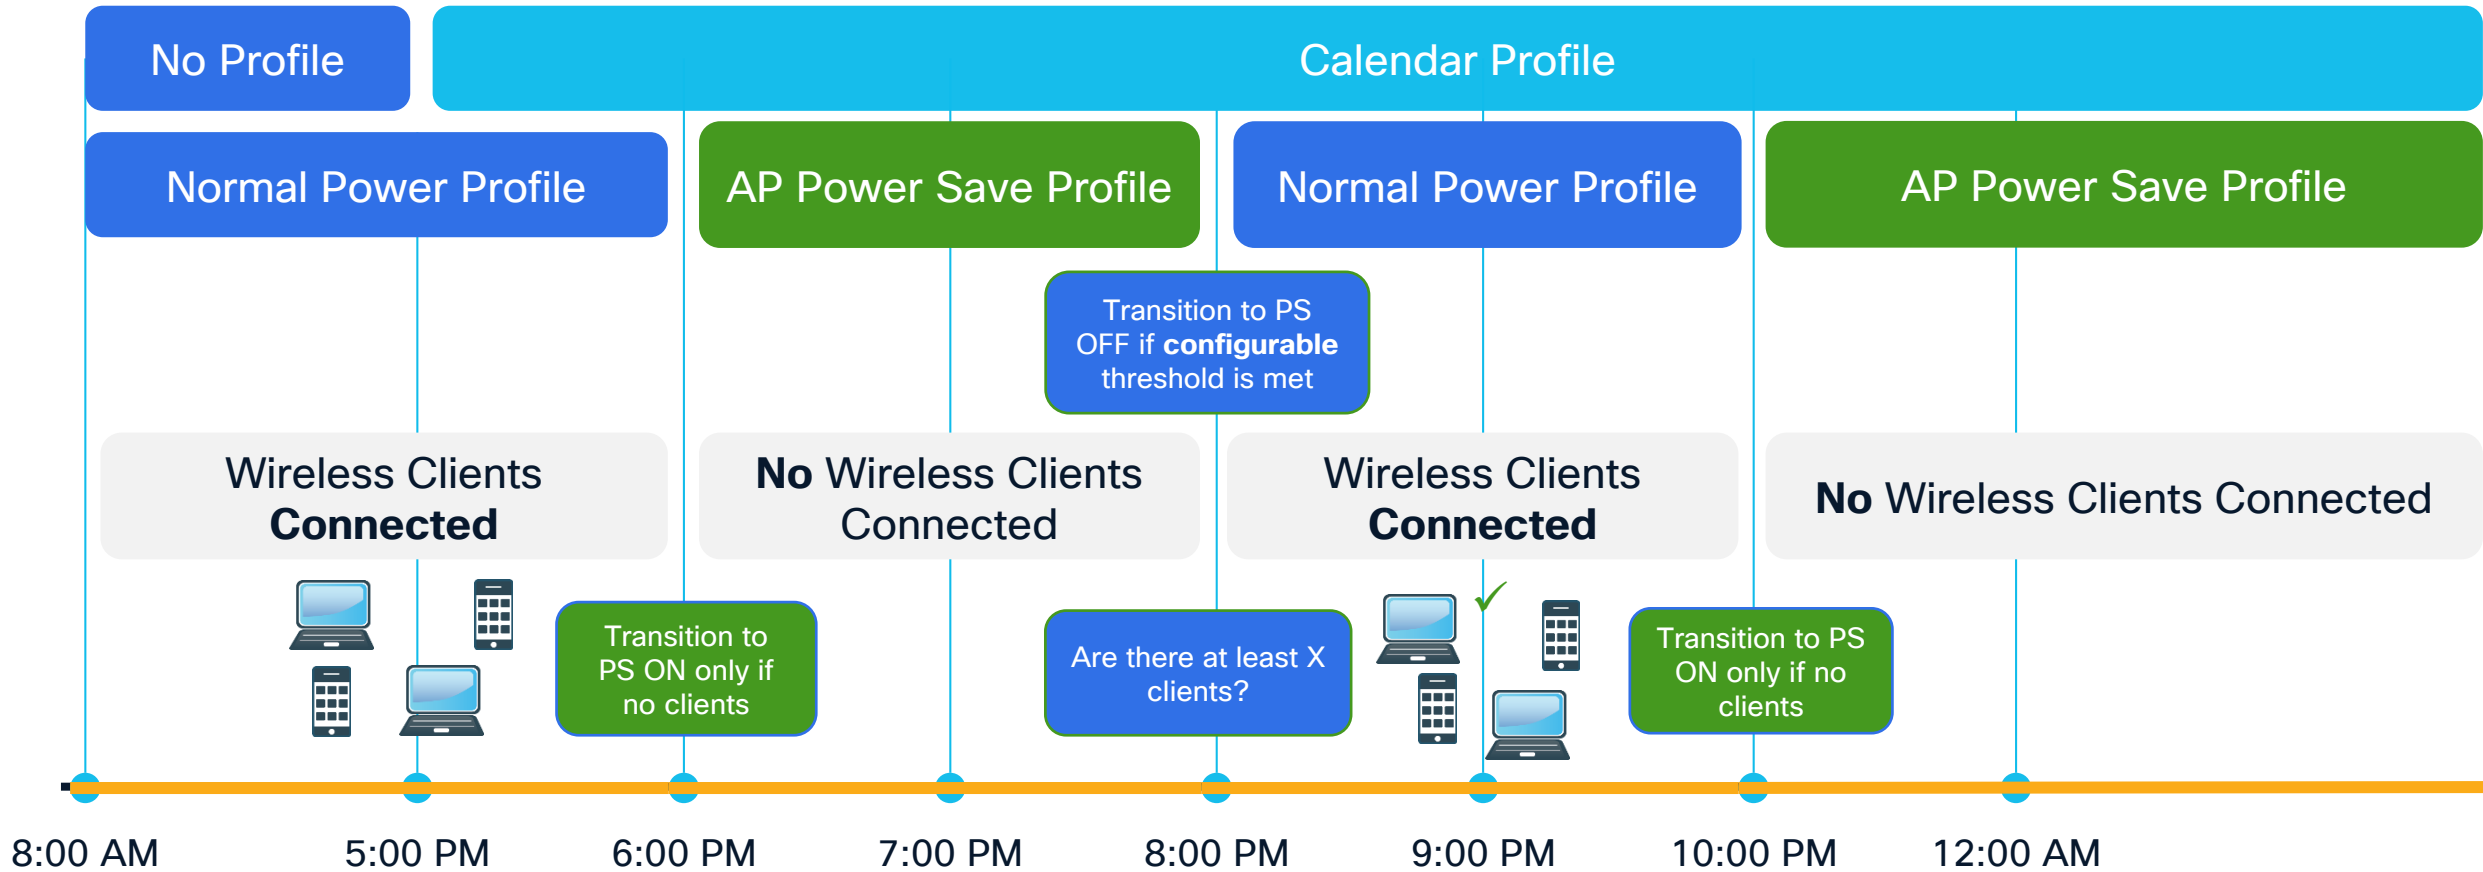 No Profile
Calendar Profile
Normal Power Profile
AP Power Save Profile
Normal Power Profile
AP Power Save Profile
Transition to PS
OFF if configurable
threshold is met
Wireless Clients
Connected
No Wireless Clients
Connected
Wireless Clients
Connected
No Wireless Clients Connected
Transition to
PS ON only if
no clients
Are there at least X
clients?
Transition to PS
ON only if no
clients
8:00 AM
5:00 PM
6:00 PM
7:00 PM
8:00 PM
9:00 PM
10:00 PM
12:00 AM